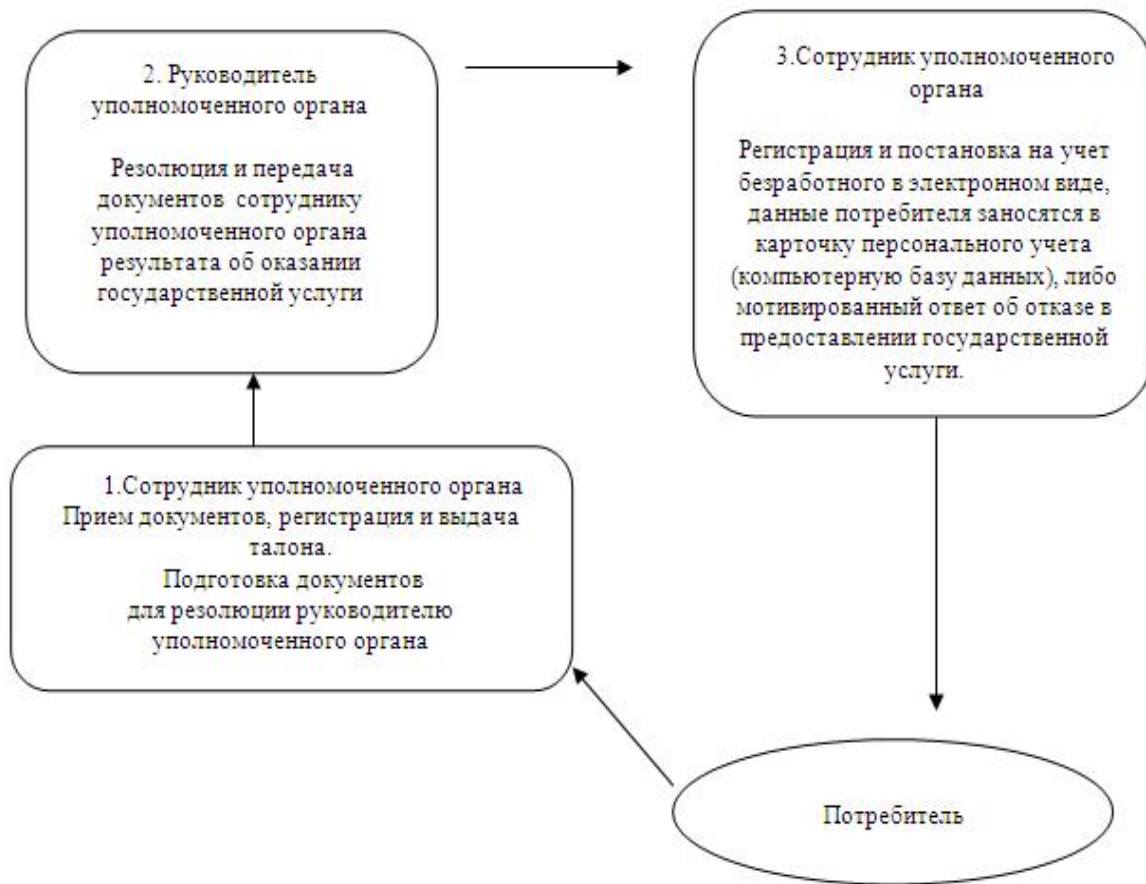 2. Руководитель
уполномоченного органа
Резолюция и передача
документов сотруднику
уполномоченного органа
результата об оказании
государственной услуги
3.Сотрудник уполномоченного
органа
Регистрация и постановка на учет
безработного в электронном виде,
данные потребителя заносятся в
карточку персонального учета
(компьютерную базу данных), либо
мотивированный ответ об отказе в
предоставлении государственной
услуги.
1.Сотрудник уполномоченного органа
Прием документов, регистрация и выдача
талона.
Подготовка документов
для резолюции руководителю
уполномоченного органа
Потребитель